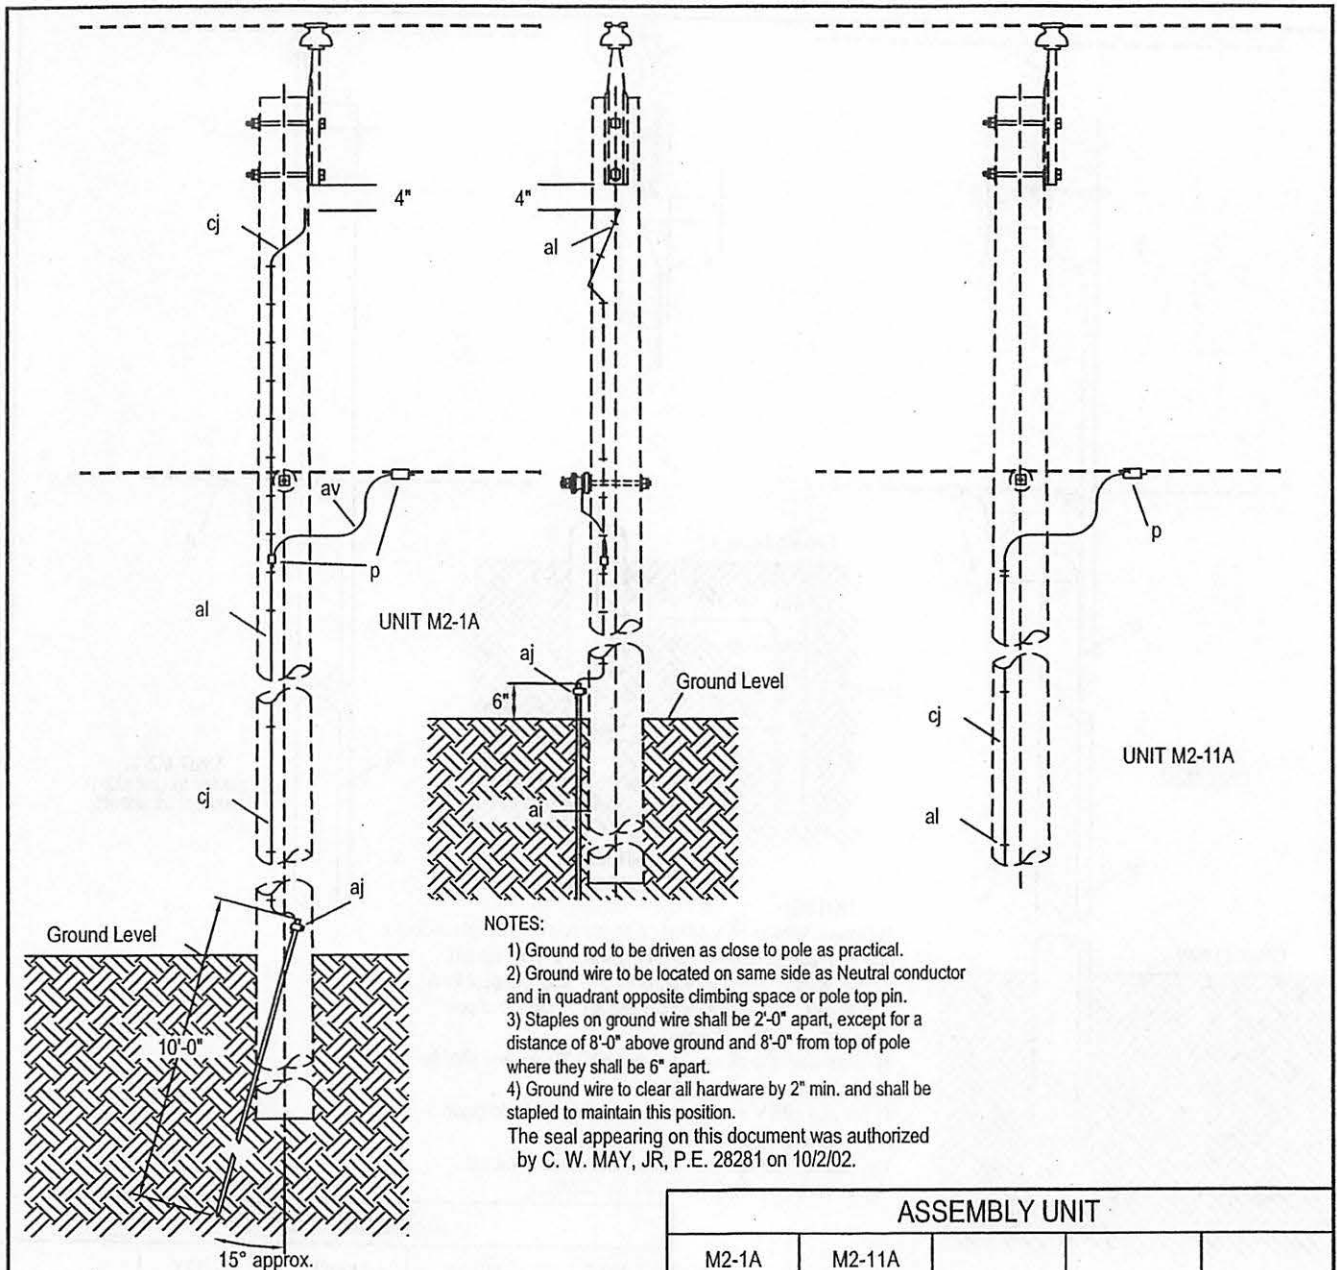 4"
4"
cj
al
av
p
p
al
UNIT M2-1A
aj
6"
Ground Level
cj
UNIT M2-11A
cj
ai
al
aj
Ground Level
10'-0"
15° approx.
NOTES:
1) Ground rod to be driven as close to pole as practical.
2) Ground wire to be located on same side as Neutral conductor
and in quadrant opposite climbing space or pole top pin.
3) Staples on ground wire shall be 2'-0" apart, except for a
distance of 8'-0" above ground and 8'-0" from top of pole
where they shall be 6" apart.
4) Ground wire to clear all hardware by 2" min. and shall be
stapled to maintain this position.
The seal appearing on this document was authorized
by C. W. MAY, JR, P.E. 28281 on 10/2/02.
ASSEMBLY UNIT
M2-1A M2-11A